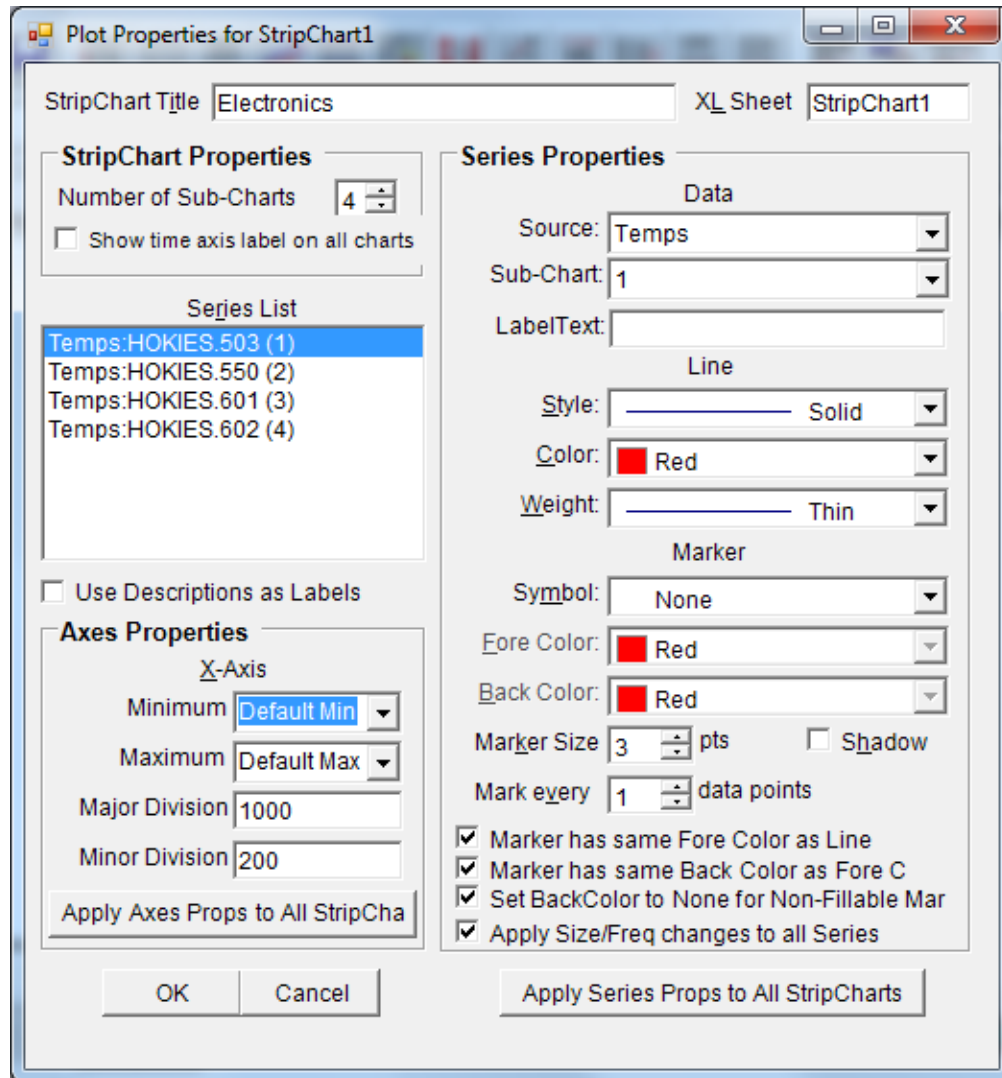 Plot Properties for StripChart1
StripChart Title Electronics XL Sheet StripChart1
StripChart Properties
Number of Sub-Charts 4
Show time axis label on all charts
Series List
Temps:HOKIES.503 (1)
Temps:HOKIES.550 (2)
Temps:HOKIES.601 (3)
Temps:HOKIES.602 (4)
Use Descriptions as Labels
Axes Properties
X-Axis
Minimum Default Min
Maximum Default Max
Major Division 1000
Minor Division 200
Apply Axes Props to All StripCha
OK Cancel
Series Properties
Data
Source: Temps
Sub-Chart: 1
LabelText:
Line
Style: Solid
Color: Red
Weight: Thin
Marker
Symbol: None
Fore Color: Red
Back Color: Red
Marker Size 3 pts Shadow
Mark every 1 data points
Marker has same Fore Color as Line
Marker has same Back Color as Fore C
Set BackColor to None for Non-Fillable Mar
Apply Size/Freq changes to all Series
Apply Series Props to All StripCharts